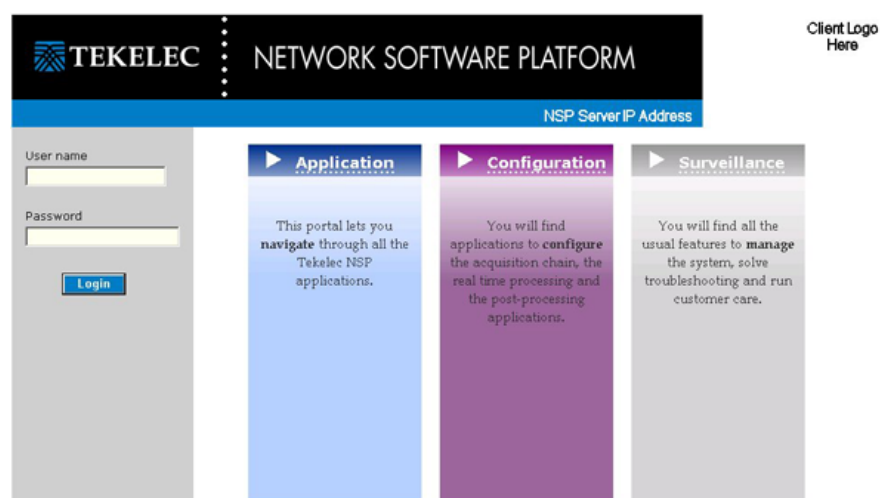 TEKELEC
NETWORK SOFTWARE PLATFORM
Client Logo
Here
NSP Server IP Address
User name
Password
Login
Application
This portal lets you
navigate through all the
Tekelec NSP
applications.
Configuration
You will find
applications to configure
the acquisition chain, the
real time processing and
the post-processing
applications.
Surveillance
You will find all the
usual features to manage
the system, solve
troubleshooting and run
customer care.